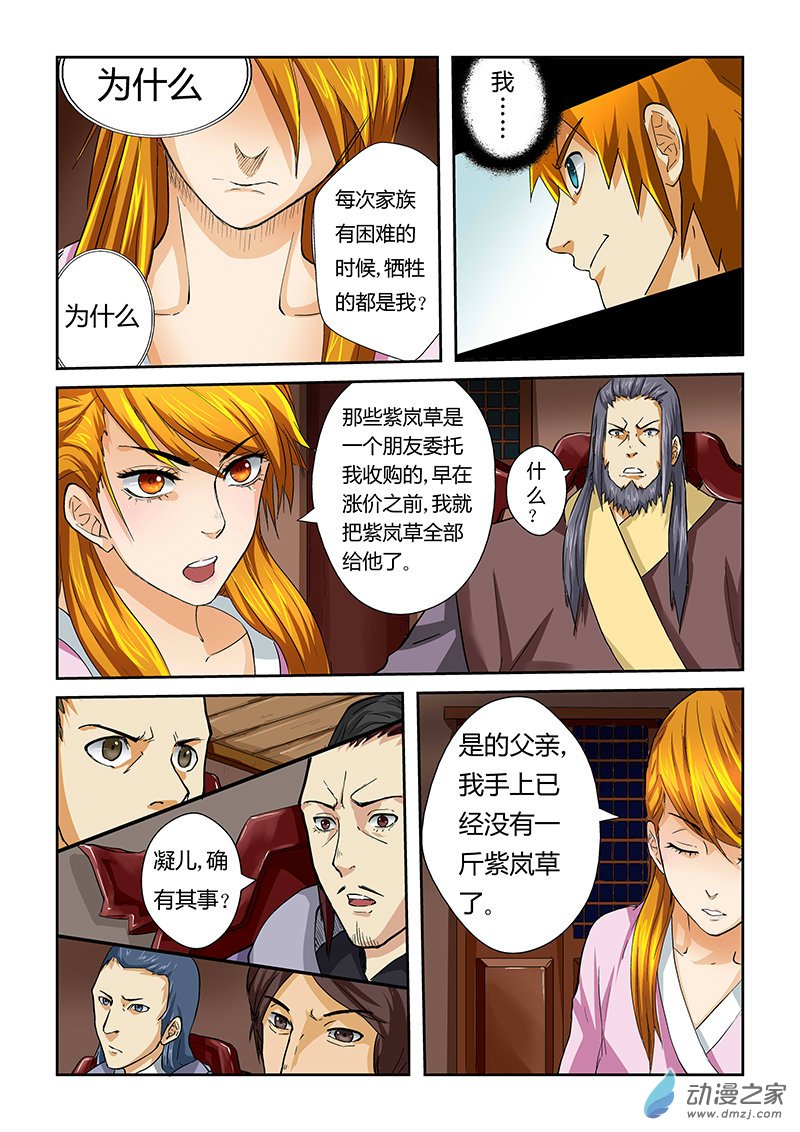 为什么
每次家族
有困难的
时候，牺牲
的都是我？
为什么
我
……
那些紫岚草是
一个朋友委托
我收购的，早在
涨价之前，我就
把紫岚草全部
给他了。
什
么？
凝儿，确
有其事？
是的父亲，
我手上已
经没有一
斤紫岚草
了。
动漫之家
www.dmzj.com